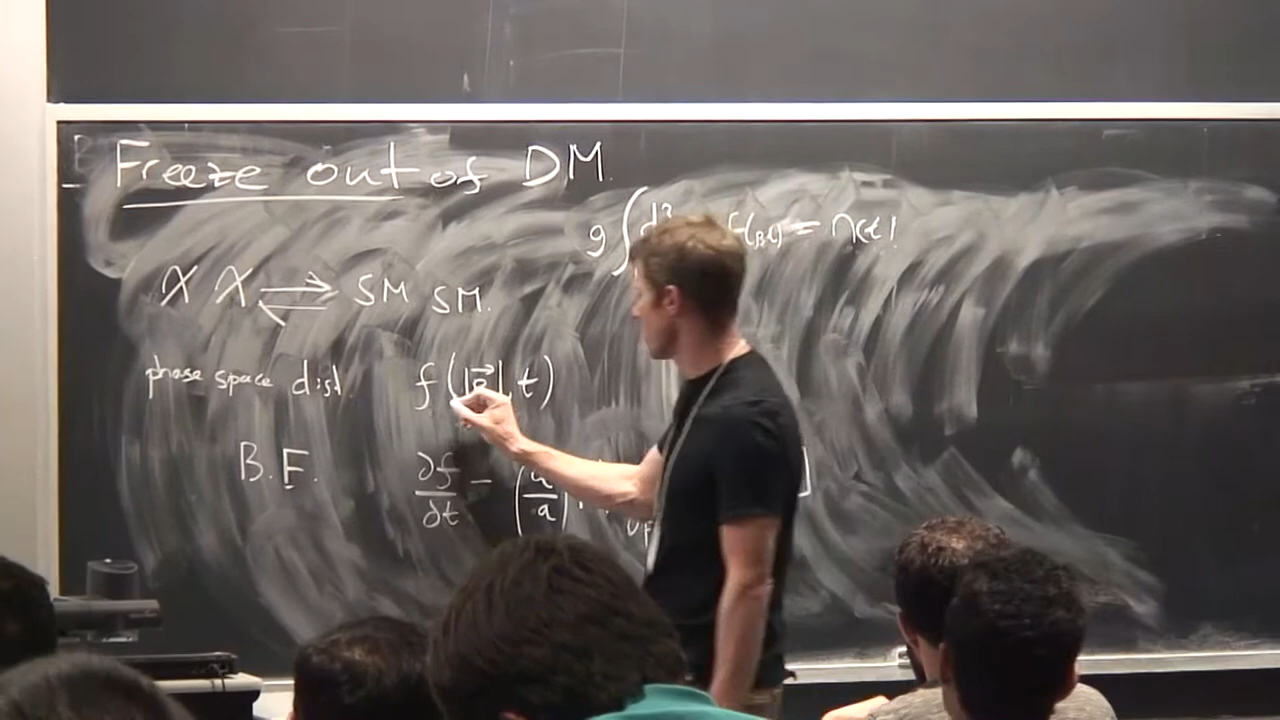 Freeze out of DM.
g ∫ d³ f(p,t) = n(t)
χ χ ⇌ SM SM.
phase space dist. f(|p⃗| t)
B.E. ∂f/∂t - (ȧ/a)